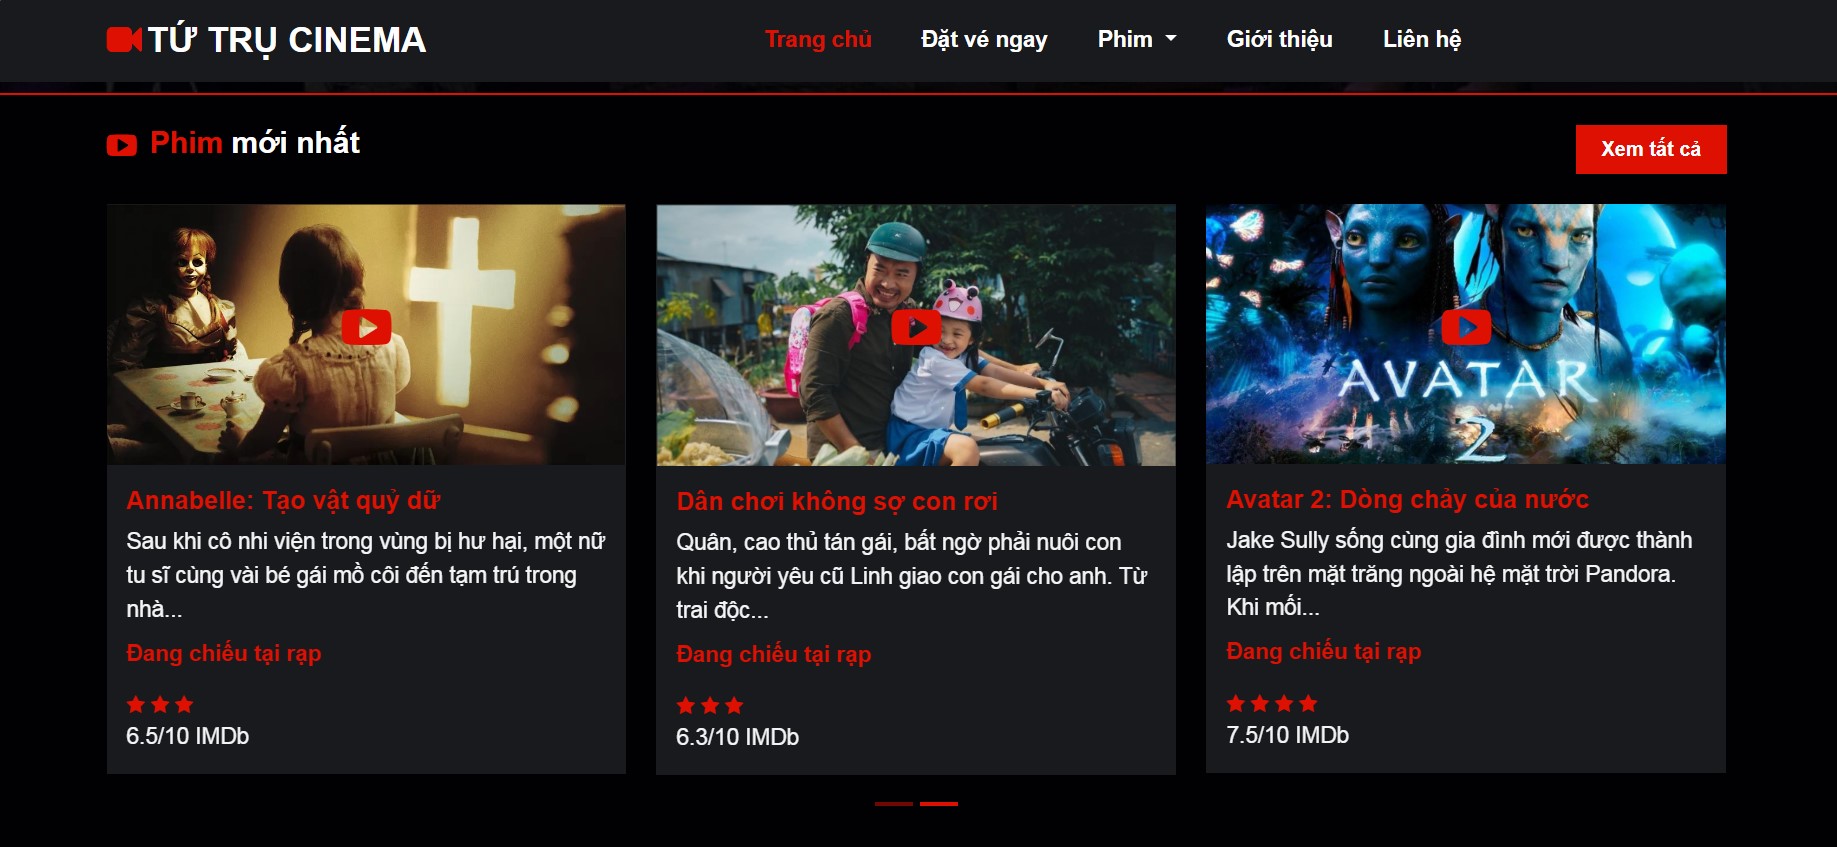 TỨ TRỤ CINEMA
Trang chủ
Đặt vé ngay
Phim
Giới thiệu
Liên hệ
Phim mới nhất
Xem tất cả
AVATAR
2
Annabelle: Tạo vật quỷ dữ
Sau khi cô nhi viện trong vùng bị hư hại, một nữ
tu sĩ cùng vài bé gái mồ côi đến tạm trú trong
nhà...
Đang chiếu tại rạp
6.5/10 IMDb
Dân chơi không sợ con rơi
Quân, cao thủ tán gái, bất ngờ phải nuôi con
khi người yêu cũ Linh giao con gái cho anh. Từ
trai độc...
Đang chiếu tại rạp
6.3/10 IMDb
Avatar 2: Dòng chảy của nước
Jake Sully sống cùng gia đình mới được thành
lập trên mặt trăng ngoài hệ mặt trời Pandora.
Khi mối...
Đang chiếu tại rạp
7.5/10 IMDb